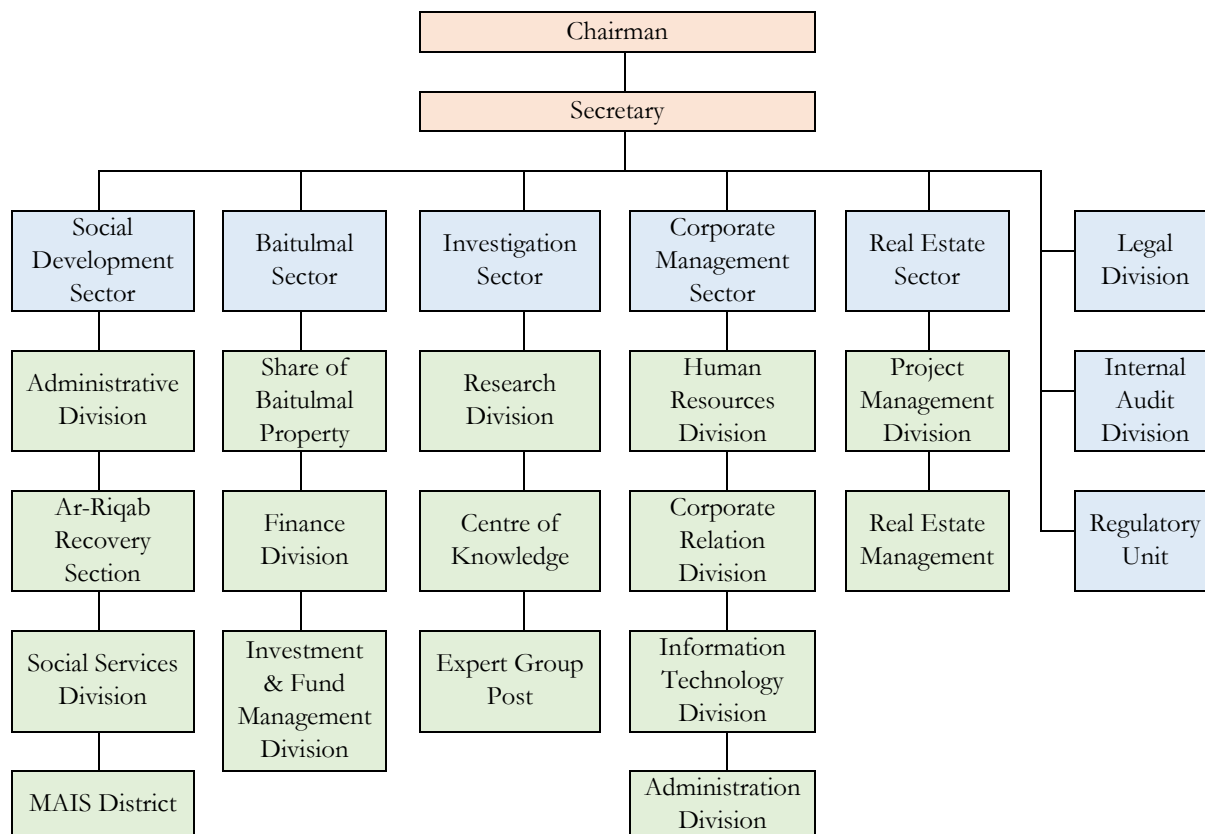 Chairman
Secretary
Social
Development
Sector
Baitulmal
Sector
Investigation
Sector
Corporate
Management
Sector
Real Estate
Sector
Legal
Division
Administrative
Division
Share of
Baitulmal
Property
Research
Division
Human
Resources
Division
Project
Management
Division
Internal
Audit
Division
Ar-Riqab
Recovery
Section
Finance
Division
Centre of
Knowledge
Corporate
Relation
Division
Real Estate
Management
Regulatory
Unit
Social Services
Division
Investment
& Fund
Management
Division
Expert Group
Post
Information
Technology
Division
MAIS District
Administration
Division